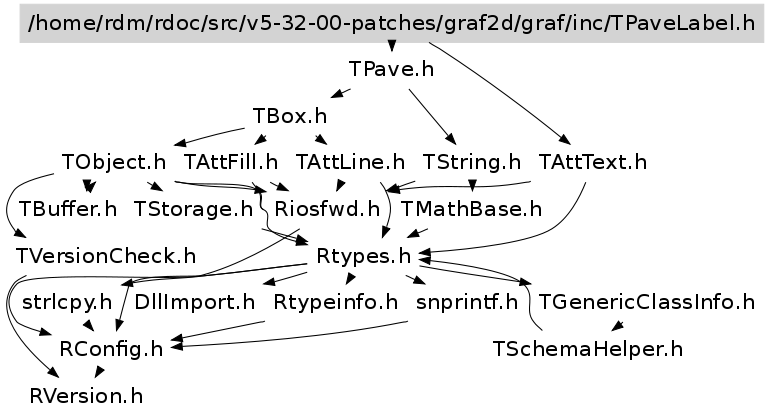 /home/rdm/rdoc/src/v5-32-00-patches/graf2d/graf/inc/TPaveLabel.h
TPave.h
TBox.h
TObject.h TAttFill.h TAttLine.h TString.h TAttText.h
TBuffer.h TStorage.h Riosfwd.h TMathBase.h
TVersionCheck.h Rtypes.h
strlcpy.h DllImport.h Rtypeinfo.h snprintf.h TGenericClassInfo.h
RConfig.h TSchemaHelper.h
RVersion.h